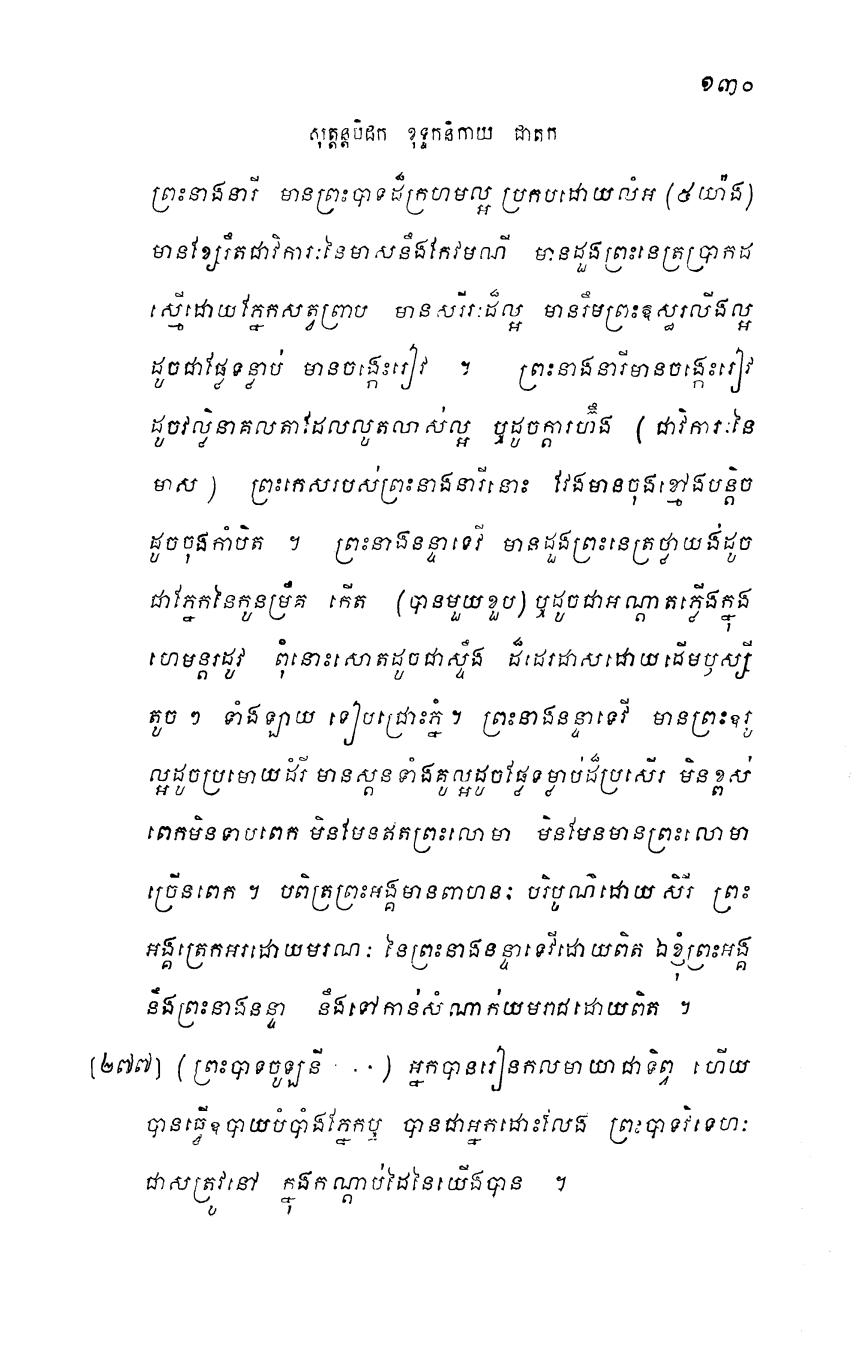 ១៣០
សុត្តន្តបិដក ខុទ្ទកនិកាយ ជាតក
ព្រះនាងនារី មានព្រះបាទដ៏ក្រហមល្អ ប្រកបដោយលំអ (៥យ៉ាង)
មានខ្សែរឹតជាវិការៈនៃមាសនឹងកែវមណី មានដួងព្រះនេត្រប្រាកដ
ស្មើដោយភ្នែកសត្វព្រាប មានសរីរៈដ៏ល្អ មានរឹមព្រះឧស្ឋរលីងល្អ
ដូចជាផ្លែទន្លាប់ មានចង្កេះរៀវ ។ ព្រះនាងនារីមានចង្កេះរៀវ
ដូចវល្លិ៍នាគលតាដែលលូតលាស់ល្អ ឬដូចក្តារហ៊ឹង (ជាវិការៈនៃ
មាស) ព្រះកេសរបស់ព្រះនាងនារីនោះ វែងមានចុងខ្មៅងបន្តិច
ដូចចុងកាំបិត ។ ព្រះនាងនន្ទាទេវី មានដួងព្រះនេត្រថ្លាយង់ដូច
ជាភ្នែកនៃកូនម្រឹគ កើត (បានមួយខួប) ឬដូចជាអណ្តាតភ្លើងក្នុង
ហេមន្តរដូវ ពុំនោះសោតដូចជាស្ទឹង ដ៏ដេរដាសដោយដើមឫស្សី
តូច ៗ ទាំងឡាយ ទៀបជ្រោះភ្នំ ។ ព្រះនាងនន្ទាទេវី មានព្រះឧរូ
ល្អដូចប្រមោយដំរី មានស្តនទាំងគូល្អដូចផ្លែទន្លាប់ដ៏ប្រសើរ មិនខ្ពស់
ពេកមិនទាបពេក មិនមែនឥតព្រះលោមា មិនមែនមានព្រះលោមា
ច្រើនពេក ។ បពិត្រព្រះអង្គមានពាហនៈ បរិបូណ៌ដោយសិរី ព្រះ
អង្គត្រេកអរដោយមរណៈ នៃព្រះនាងនន្ទាទេវីដោយពិត ឯខ្ញុំព្រះអង្គ
នឹងព្រះនាងនន្ទា នឹងទៅកាន់សំណាក់យមរាជដោយពិត ។
[២៧៧] (ព្រះបាទចូឡនី . . .) អ្នកបានរៀនកលមាយាជាទិព្វ ហើយ
បានធ្វើឧបាយបំបាំងភ្នែកឬ បានជាអ្នកដោះលែង ព្រះបាទវិទេហៈ
ជាសត្រូវនៅ ក្នុងកណ្តាប់ដៃនៃយើងបាន ។